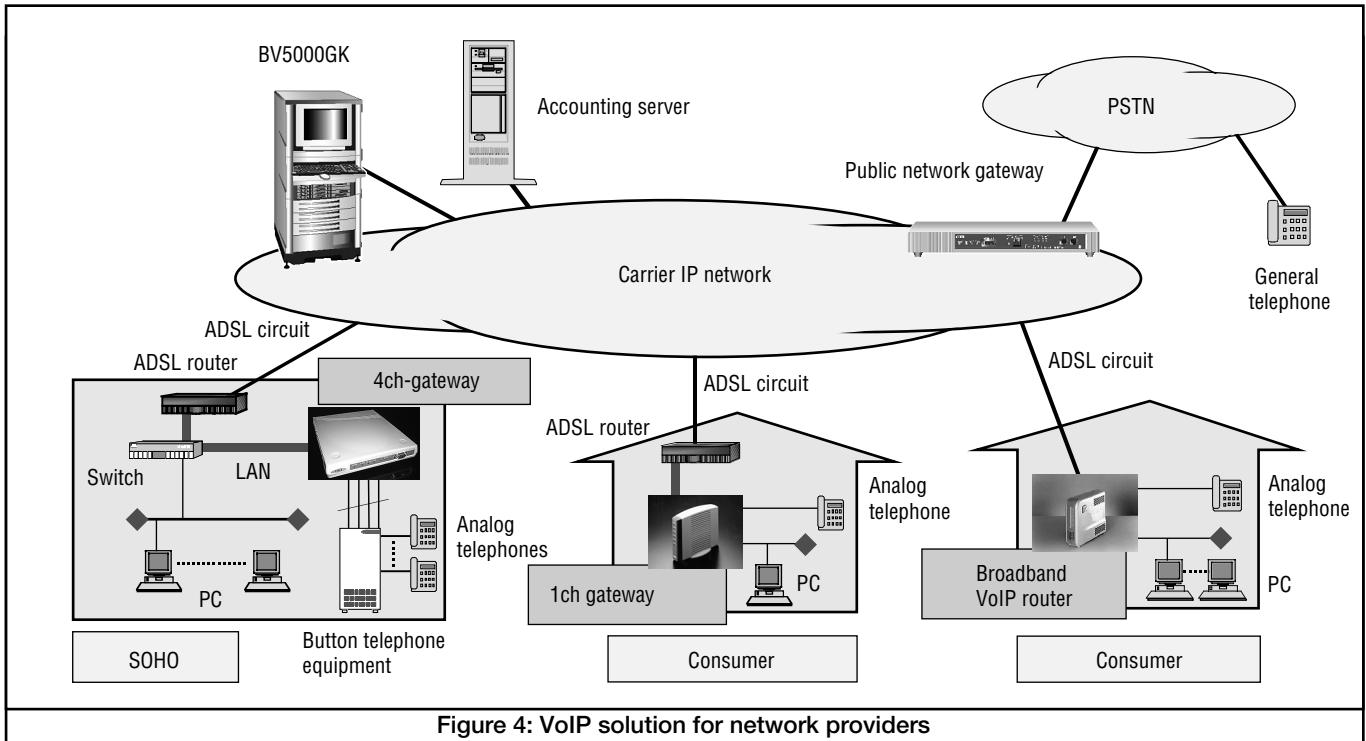 BV5000GK
Accounting server
PSTN
Public network gateway
General
telephone
Carrier IP network
ADSL circuit
ADSL router
4ch-gateway
Switch
LAN
PC
Analog
telephones
Button telephone
equipment
SOHO
ADSL circuit
ADSL router
Analog
telephone
1ch gateway
PC
Consumer
ADSL circuit
Analog
telephone
Broadband
VoIP router
PC
Consumer
Figure 4: VoIP solution for network providers